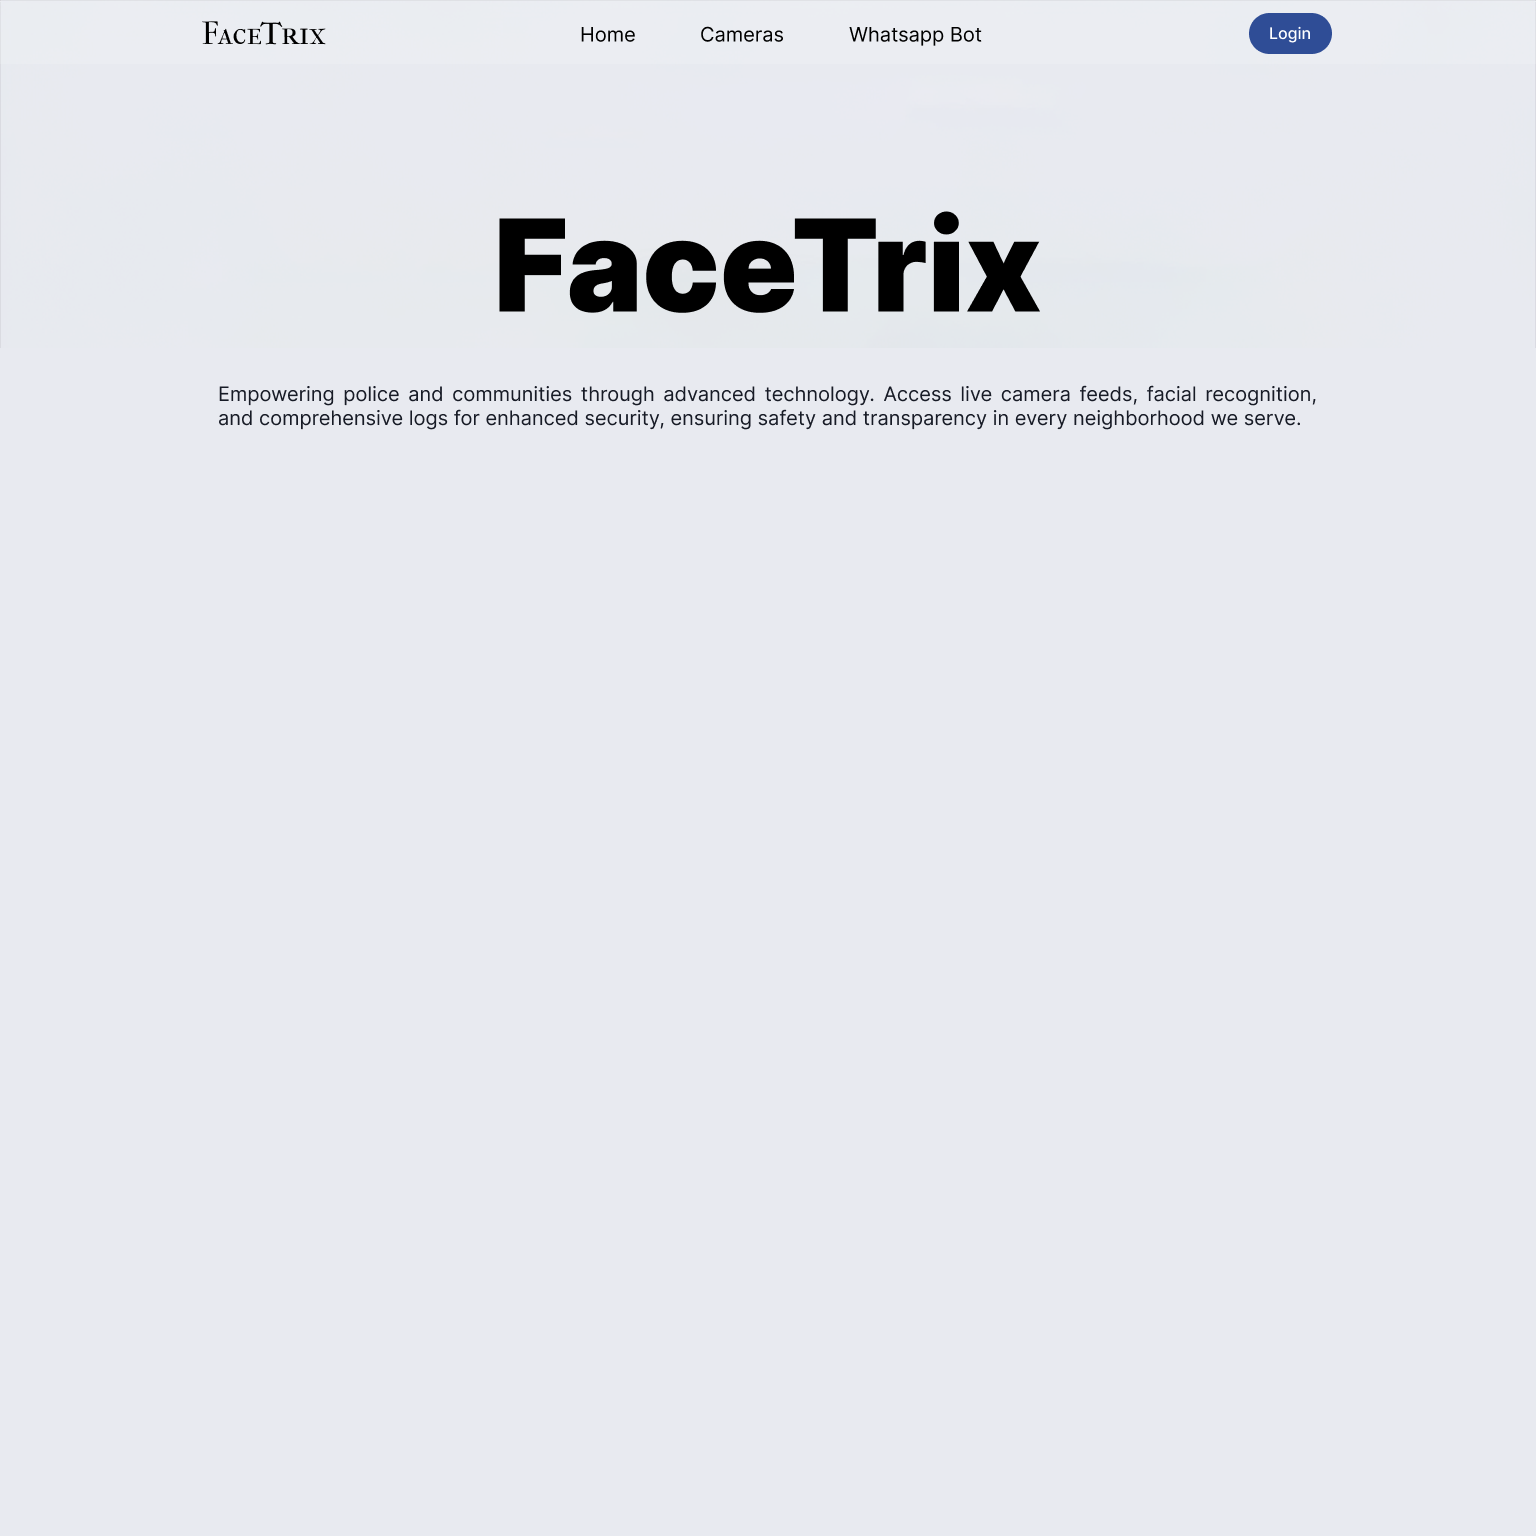 FaceTrix
Home
Cameras
Whatsapp Bot
Login
FaceTrix
Empowering police and communities through advanced technology. Access live camera feeds, facial recognition,
and comprehensive logs for enhanced security, ensuring safety and transparency in every neighborhood we serve.